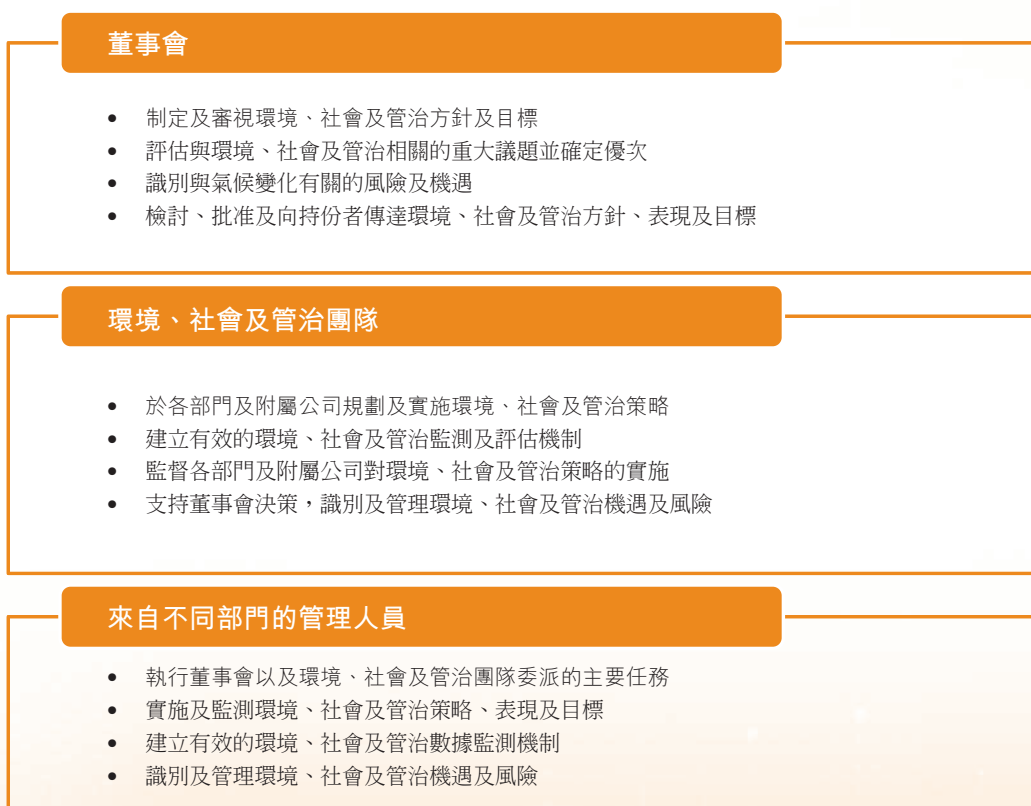 董事會
• 制定及審視環境、社會及管治方針及目標
• 評估與環境、社會及管治相關的重大議題並確定優次
• 識別與氣候變化有關的風險及機遇
• 檢討、批准及向持份者傳達環境、社會及管治方針、表現及目標
環境、社會及管治團隊
• 於各部門及附屬公司規劃及實施環境、社會及管治策略
• 建立有效的環境、社會及管治監測及評估機制
• 監督各部門及附屬公司對環境、社會及管治策略的實施
• 支持董事會決策，識別及管理環境、社會及管治機遇及風險
來自不同部門的管理人員
• 執行董事會以及環境、社會及管治團隊委派的主要任務
• 實施及監測環境、社會及管治策略、表現及目標
• 建立有效的環境、社會及管治數據監測機制
• 識別及管理環境、社會及管治機遇及風險